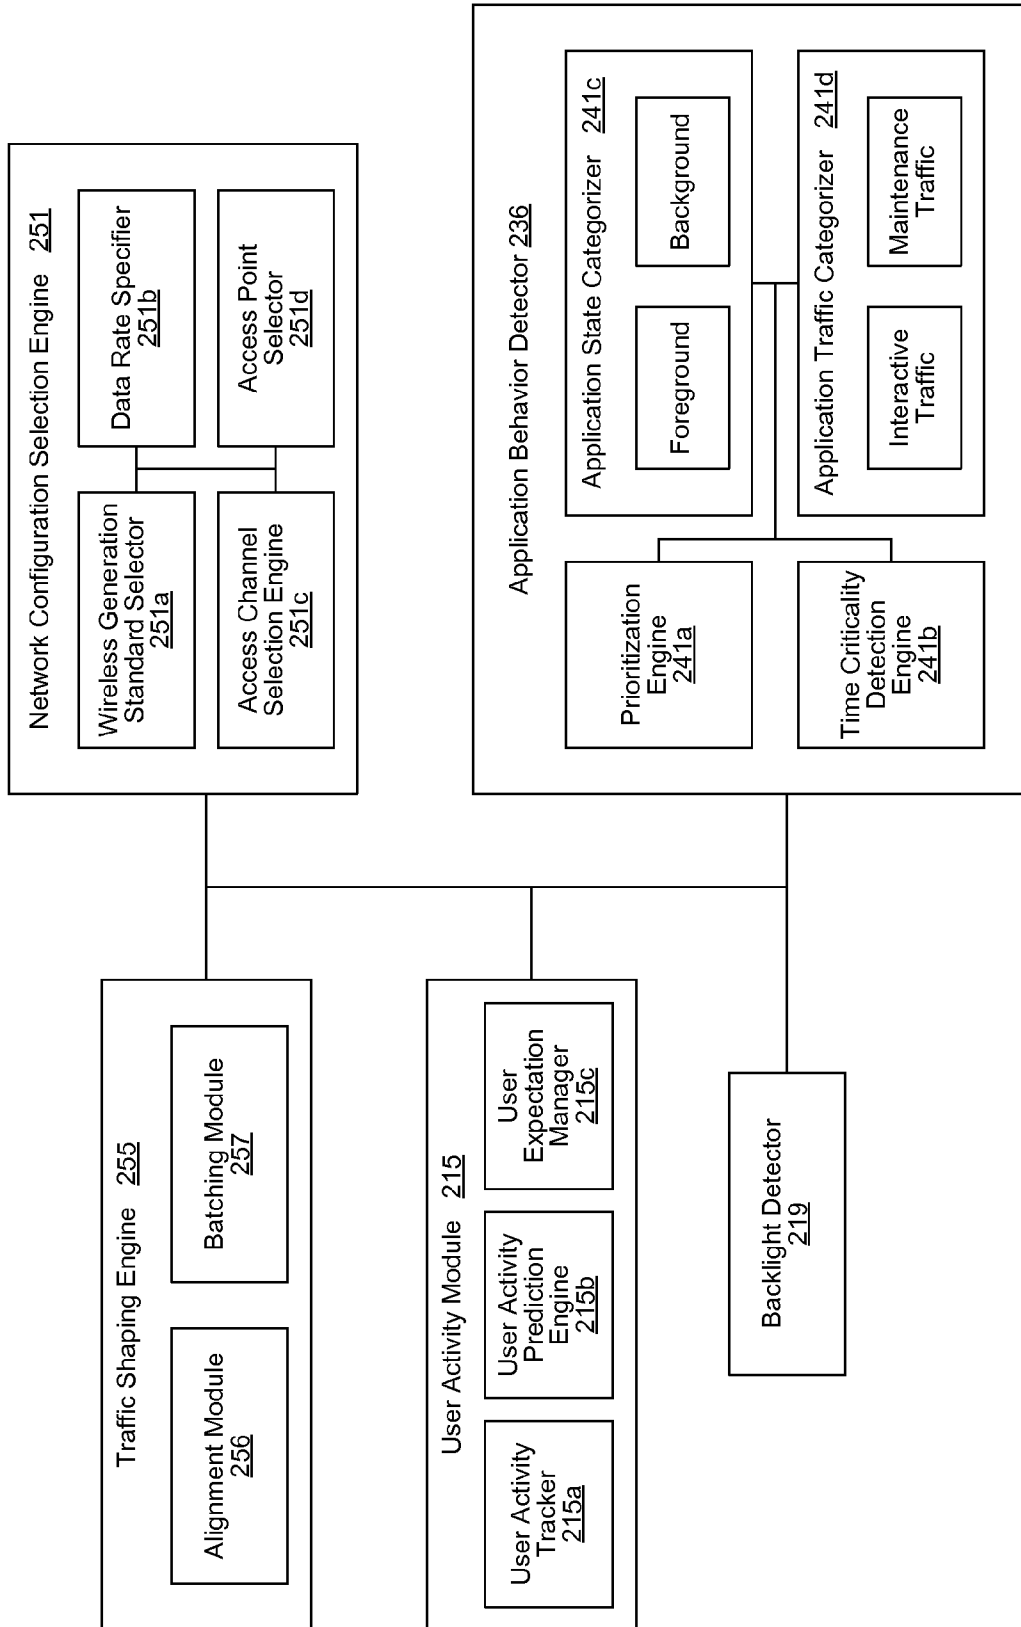 Traffic Shaping Engine 255
Alignment Module
256
Batching Module
257
Network Configuration Selection Engine 251
Wireless Generation
Standard Selector
251a
Data Rate Specifier
251b
Access Channel
Selection Engine
251c
Access Point
Selector
251d
User Activity Module 215
User Activity
Tracker
215a
User Activity
Prediction
Engine
215b
User
Expectation
Manager
215c
Backlight Detector
219
Application Behavior Detector 236
Prioritization
Engine
241a
Time Criticality
Detection
Engine
241b
Application State Categorizer 241c
Foreground
Background
Application Traffic Categorizer 241d
Interactive
Traffic
Maintenance
Traffic